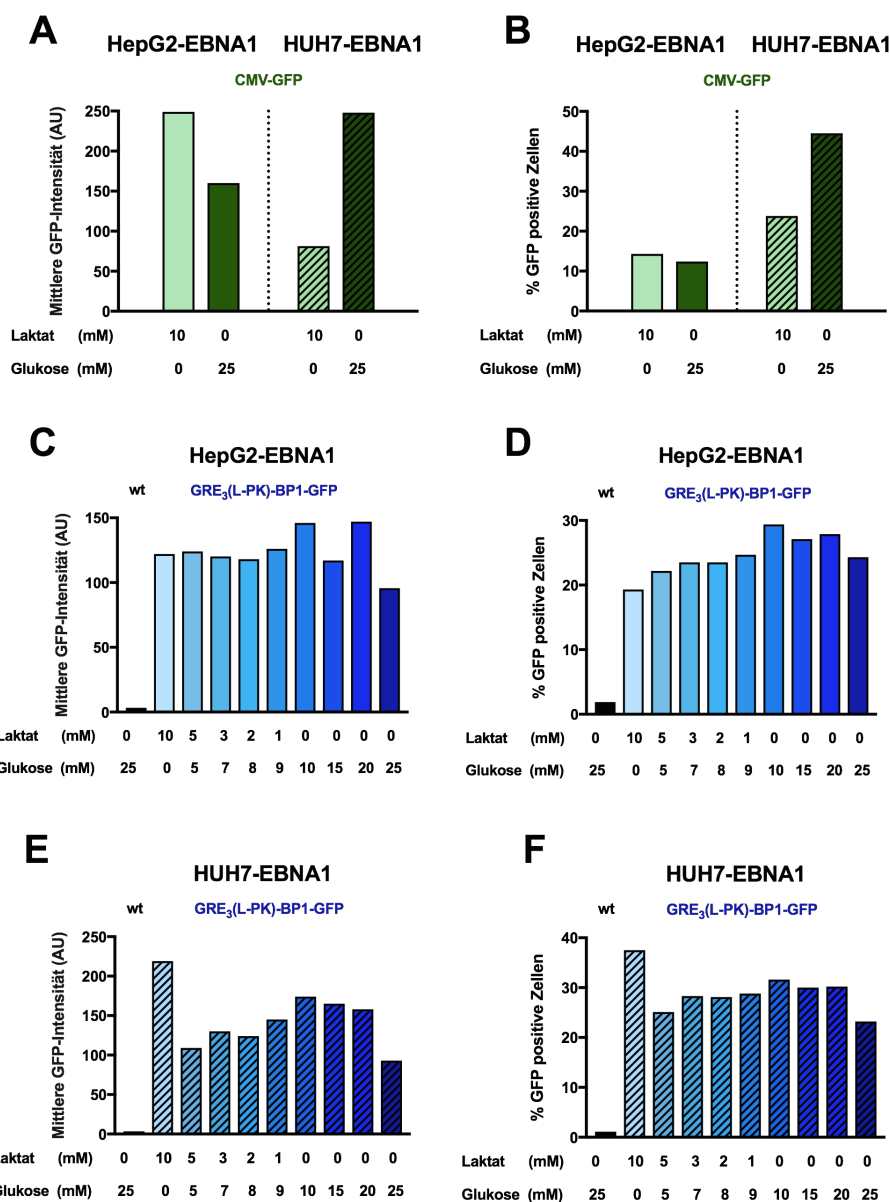 A
HepG2-EBNA1 HUH7-EBNA1
CMV-GFP
Mittlere GFP-Intensität (AU)
250
200
150
100
50
0
Laktat (mM) 10 0 10 0
Glukose (mM) 0 25 0 25
B
HepG2-EBNA1 HUH7-EBNA1
CMV-GFP
% GFP positive Zellen
50
40
30
20
10
0
Laktat (mM) 10 0 10 0
Glukose (mM) 0 25 0 25
C
HepG2-EBNA1
wt GRE3(L-PK)-BP1-GFP
Mittlere GFP-Intensität (AU)
150
100
50
0
Laktat (mM) 0 10 5 3 2 1 0 0 0 0
Glukose (mM) 25 0 5 7 8 9 10 15 20 25
D
HepG2-EBNA1
wt GRE3(L-PK)-BP1-GFP
% GFP positive Zellen
30
20
10
0
Laktat (mM) 0 10 5 3 2 1 0 0 0 0
Glukose (mM) 25 0 5 7 8 9 10 15 20 25
E
HUH7-EBNA1
wt GRE3(L-PK)-BP1-GFP
Mittlere GFP-Intensität (AU)
250
200
150
100
50
0
Laktat (mM) 0 10 5 3 2 1 0 0 0 0
Glukose (mM) 25 0 5 7 8 9 10 15 20 25
F
HUH7-EBNA1
wt GRE3(L-PK)-BP1-GFP
% GFP positive Zellen
40
30
20
10
0
Laktat (mM) 0 10 5 3 2 1 0 0 0 0
Glukose (mM) 25 0 5 7 8 9 10 15 20 25